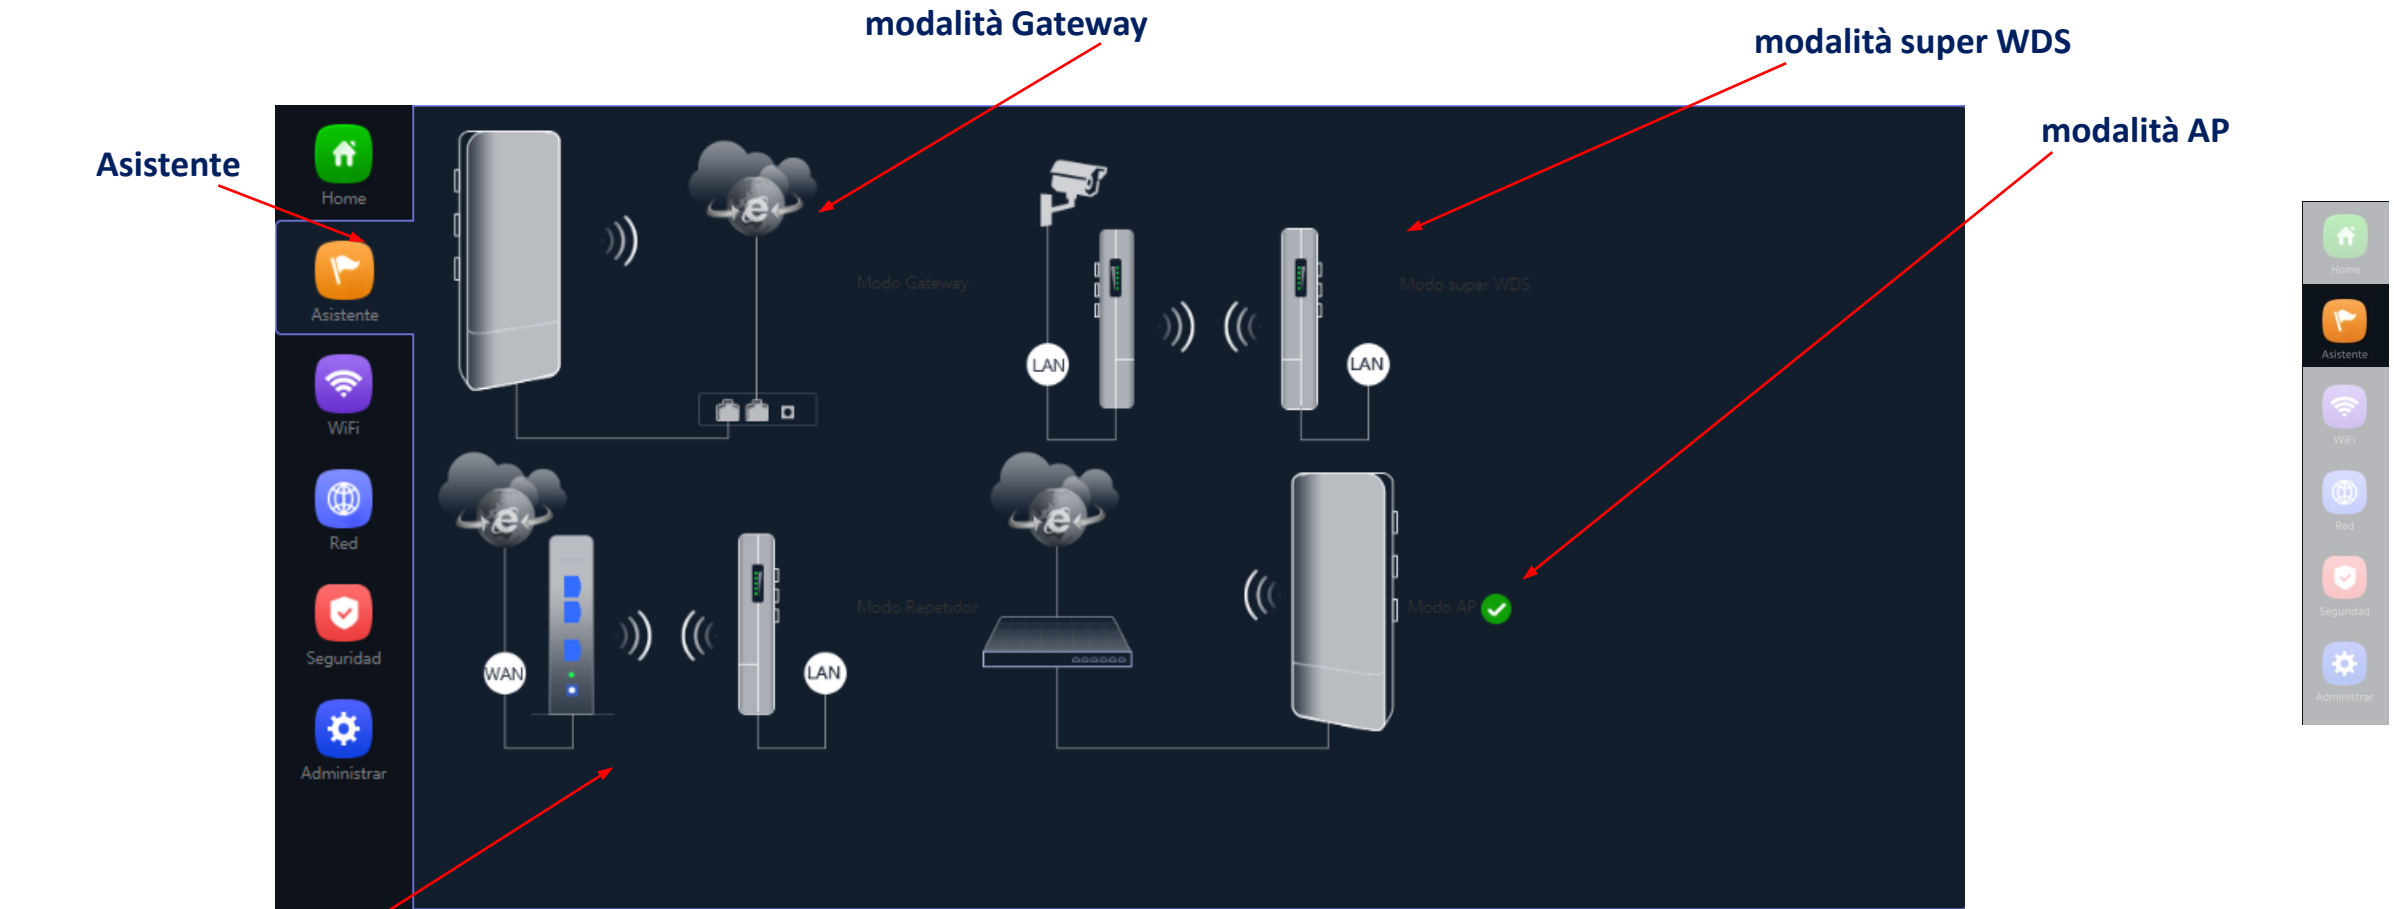 modalità Gateway
modalità super WDS
modalità AP
Asistente
Home
Asistente
WiFi
Red
Seguridad
Administrar
Modo Gateway
LAN
LAN
Modo super WDS
WAN
LAN
Modo Repetidor
Modo AP
Home
Asistente
WiFi
Red
Seguridad
Administrar